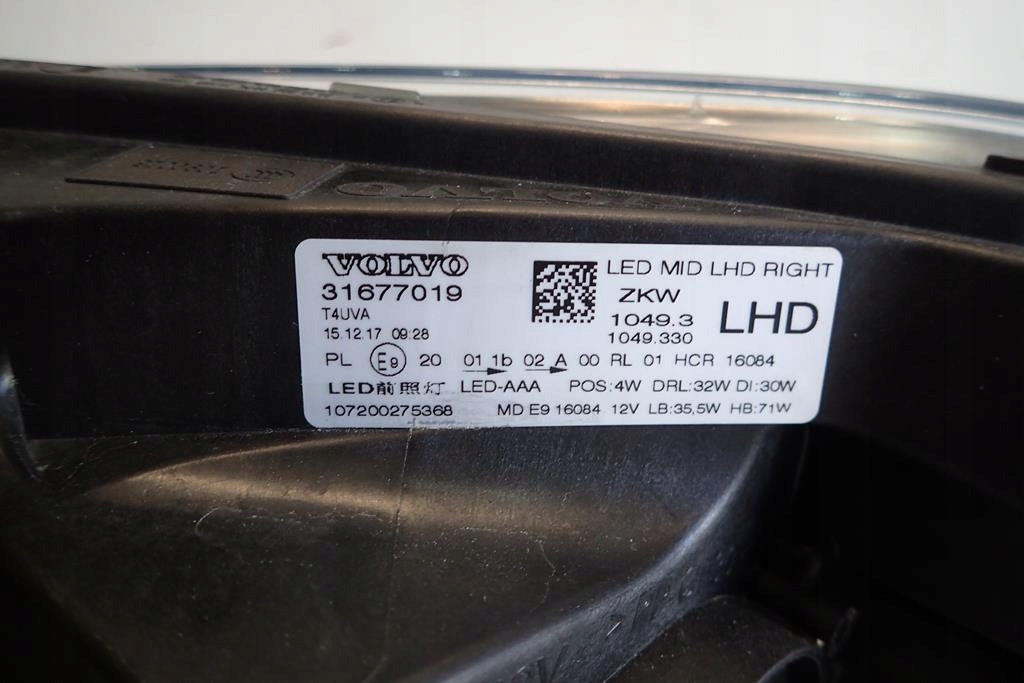 VOLVO
VOLVO
31677019
T4UVA
15.12.17 09:28
LED MID LHD RIGHT
ZKW
1049.3
1049.330
LHD
PL E9 20 01 1b 02 A 00 RL 01 HCR 16084
LED前照灯 LED-AAA POS:4W DRL:32W DI:30W
107200275368 MD E9 16084 12V LB:35,5W HB:71W